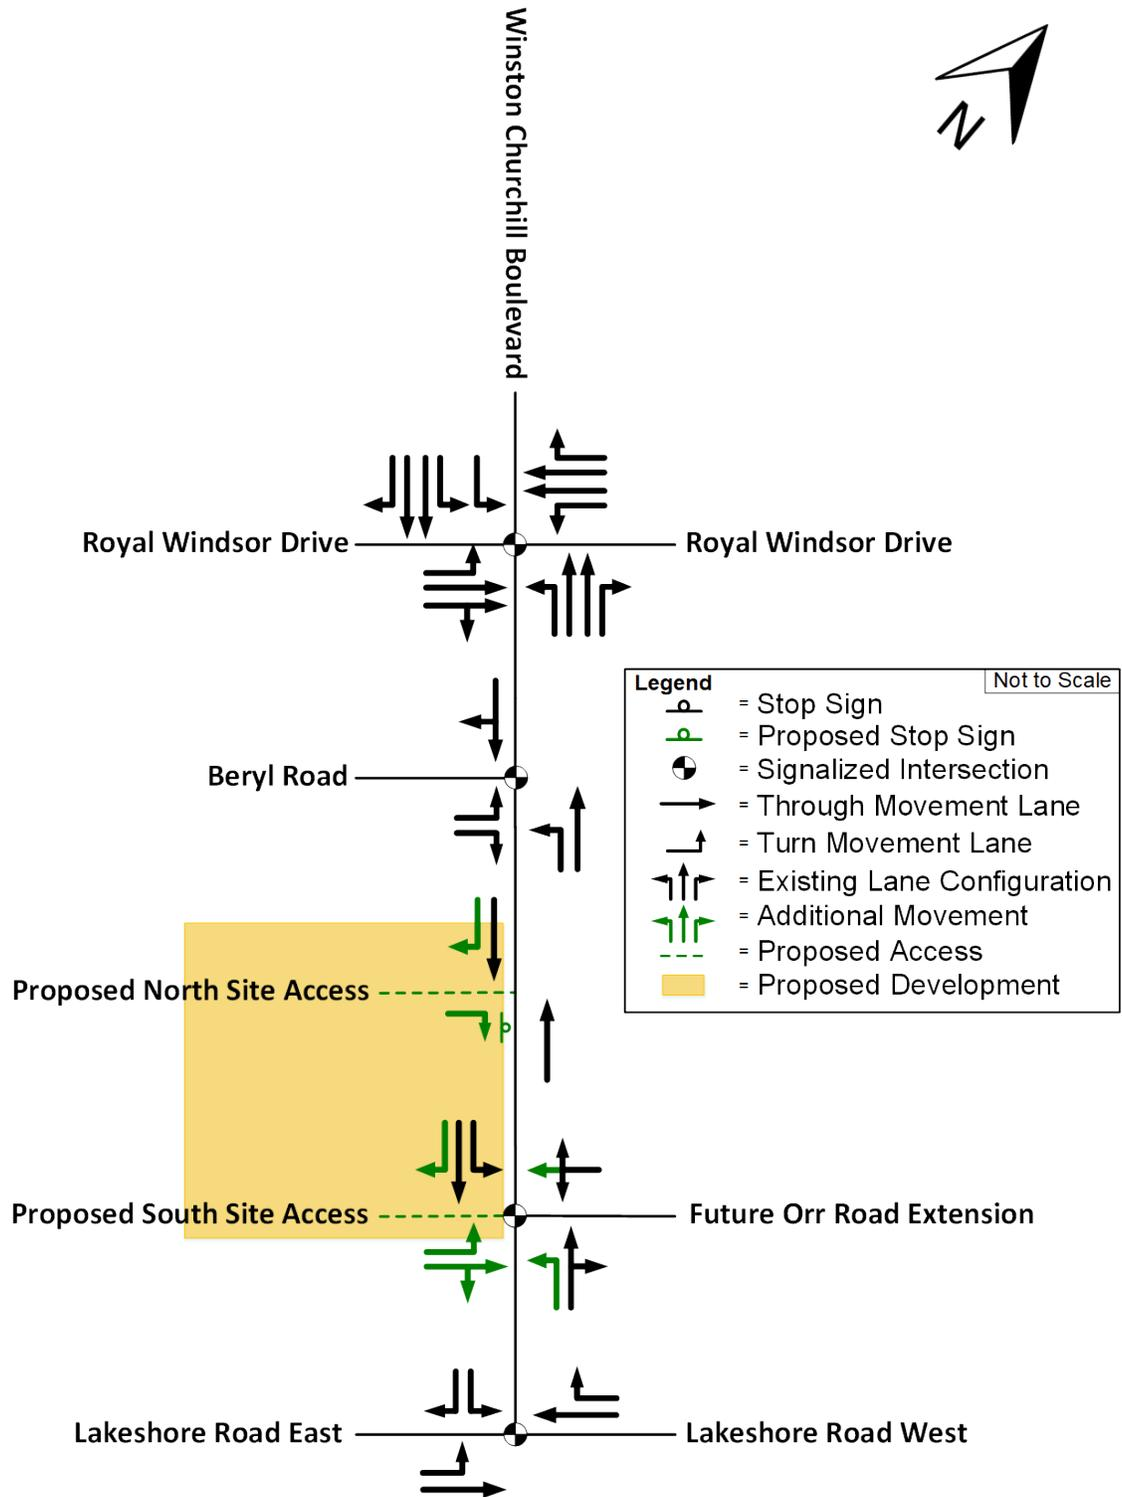 Winston Churchill Boulevard
N
Royal Windsor Drive
Royal Windsor Drive
Legend
Not to Scale
= Stop Sign
= Proposed Stop Sign
= Signalized Intersection
= Through Movement Lane
= Turn Movement Lane
= Existing Lane Configuration
= Additional Movement
= Proposed Access
= Proposed Development
Beryl Road
Proposed North Site Access
Proposed South Site Access
Future Orr Road Extension
Lakeshore Road East
Lakeshore Road West